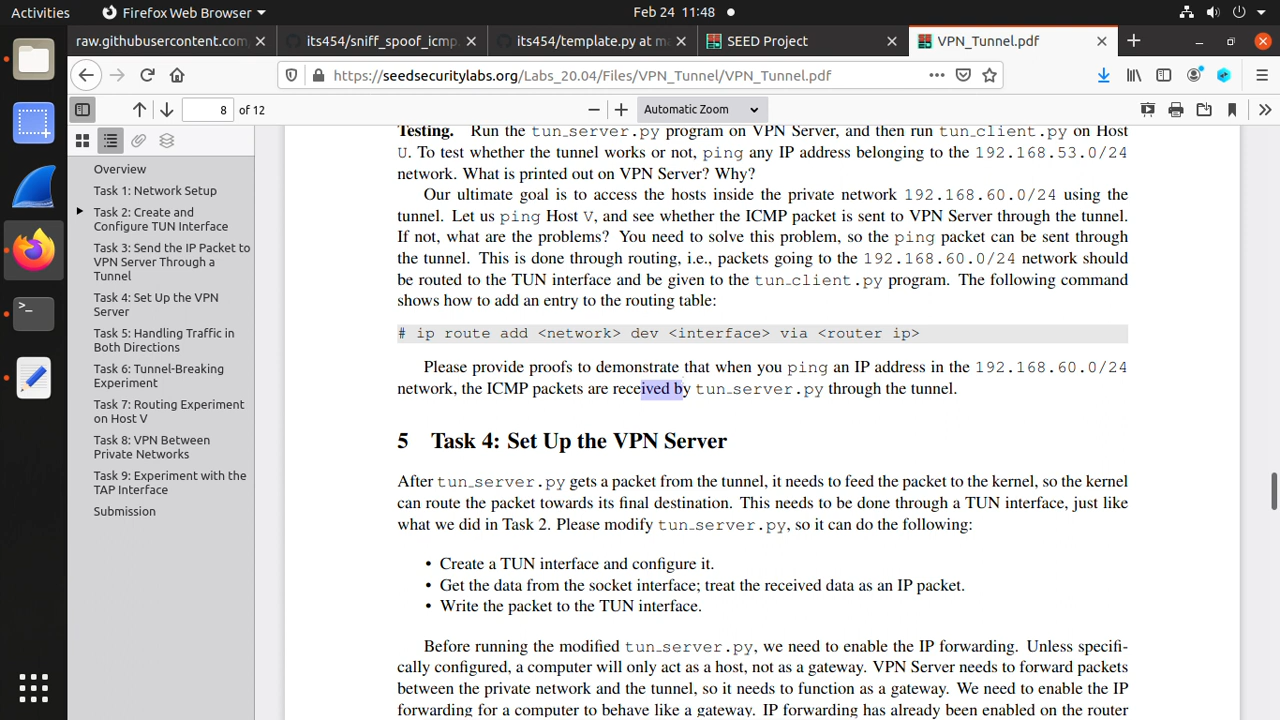 Activities
Firefox Web Browser
Feb 24 11:48
raw.githubusercontent.com
its454/sniff_spoof_icmp
its454/template.py at ma
SEED Project
VPN_Tunnel.pdf
https://seedsecuritylabs.org/Labs_20.04/Files/VPN_Tunnel/VPN_Tunnel.pdf
8 of 12
Automatic Zoom
Overview
Task 1: Network Setup
Task 2: Create and
Configure TUN Interface
Task 3: Send the IP Packet to
VPN Server Through a
Tunnel
Task 4: Set Up the VPN
Server
Task 5: Handling Traffic in
Both Directions
Task 6: Tunnel-Breaking
Experiment
Task 7: Routing Experiment
on Host V
Task 8: VPN Between
Private Networks
Task 9: Experiment with the
TAP Interface
Submission
Testing. Run the tun_server.py program on VPN Server, and then run tun_client.py on Host
U. To test whether the tunnel works or not, ping any IP address belonging to the 192.168.53.0/24
network. What is printed out on VPN Server? Why?
Our ultimate goal is to access the hosts inside the private network 192.168.60.0/24 using the
tunnel. Let us ping Host V, and see whether the ICMP packet is sent to VPN Server through the tunnel.
If not, what are the problems? You need to solve this problem, so the ping packet can be sent through
the tunnel. This is done through routing, i.e., packets going to the 192.168.60.0/24 network should
be routed to the TUN interface and be given to the tun_client.py program. The following command
shows how to add an entry to the routing table:
# ip route add <network> dev <interface> via <router ip>
Please provide proofs to demonstrate that when you ping an IP address in the 192.168.60.0/24
network, the ICMP packets are received by tun_server.py through the tunnel.
5 Task 4: Set Up the VPN Server
After tun_server.py gets a packet from the tunnel, it needs to feed the packet to the kernel, so the kernel
can route the packet towards its final destination. This needs to be done through a TUN interface, just like
what we did in Task 2. Please modify tun_server.py, so it can do the following:
• Create a TUN interface and configure it.
• Get the data from the socket interface; treat the received data as an IP packet.
• Write the packet to the TUN interface.
Before running the modified tun_server.py, we need to enable the IP forwarding. Unless specifi-
cally configured, a computer will only act as a host, not as a gateway. VPN Server needs to forward packets
between the private network and the tunnel, so it needs to function as a gateway. We need to enable the IP
forwarding for a computer to behave like a gateway. IP forwarding has already been enabled on the router